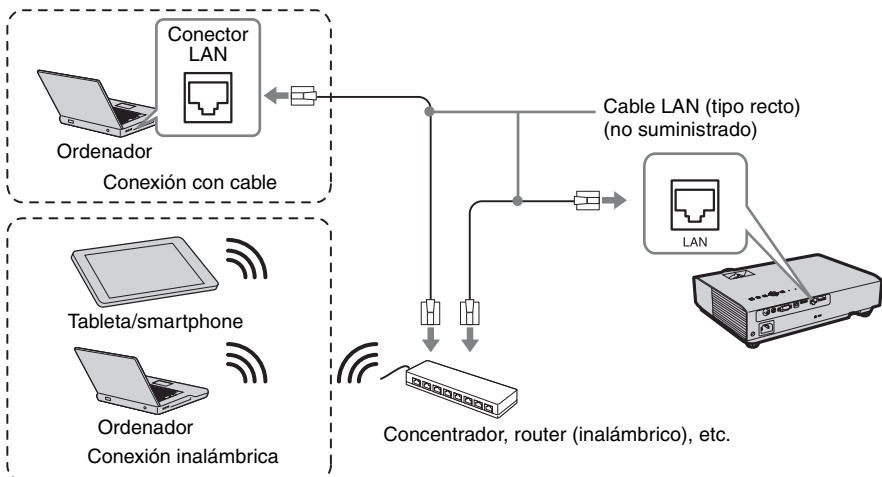 Conector
LAN
Ordenador
Conexión con cable
Cable LAN (tipo recto)
(no suministrado)
LAN
Tableta/smartphone
Ordenador
Conexión inalámbrica
Concentrador, router (inalámbrico), etc.